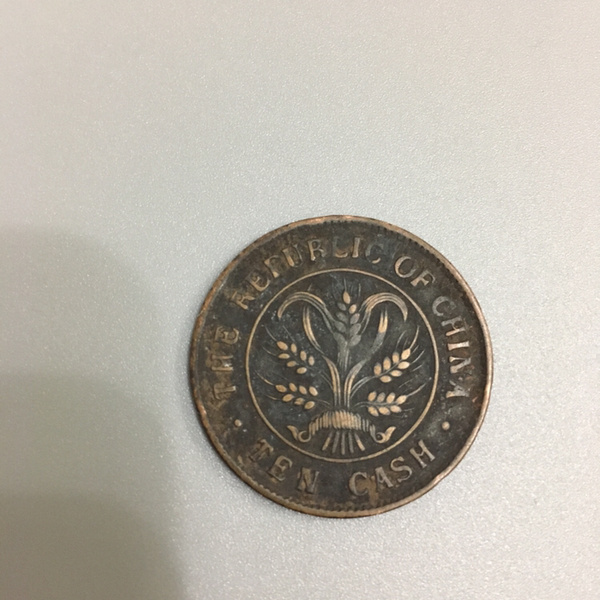 THE REPUBLIC OF CHINA
TEN CASH